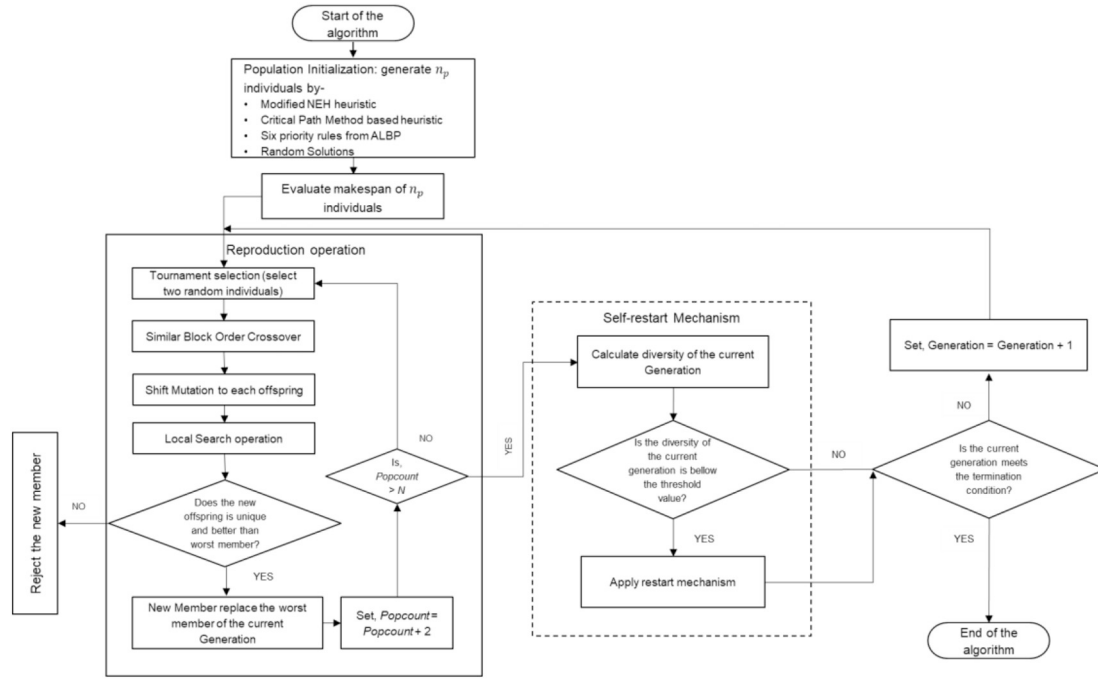 Start of the
algorithm
Population Initialization: generate n_p
individuals by-
• Modified NEH heuristic
• Critical Path Method based heuristic
• Six priority rules from ALBP
• Random Solutions
Evaluate makespan of n_p
individuals
Reproduction operation
Tournament selection (select
two random individuals)
Similar Block Order Crossover
Shift Mutation to each offspring
Local Search operation
Does the new
offspring is unique
and better than
worst member?
NO
Reject the new member
YES
New Member replace the worst
member of the current
Generation
Set, Popcount =
Popcount + 2
Is,
Popcount
> N
NO
YES
Self-restart Mechanism
Calculate diversity of the current
Generation
Is the diversity of
the current
generation is bellow
the threshold
value?
NO
YES
Apply restart mechanism
Is the current
generation meets
the termination
condition?
NO
Set, Generation = Generation + 1
YES
End of the
algorithm